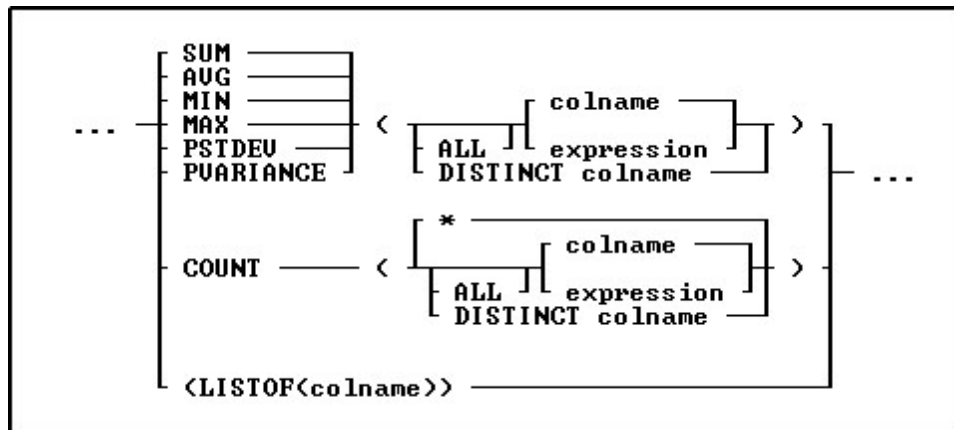 SUM
AVG
MIN colname
... MAX ( )
PSTDEV ALL expression
PVARIANCE DISTINCT colname ...
*
colname
COUNT ( )
ALL expression
DISTINCT colname
(LISTOF(colname))